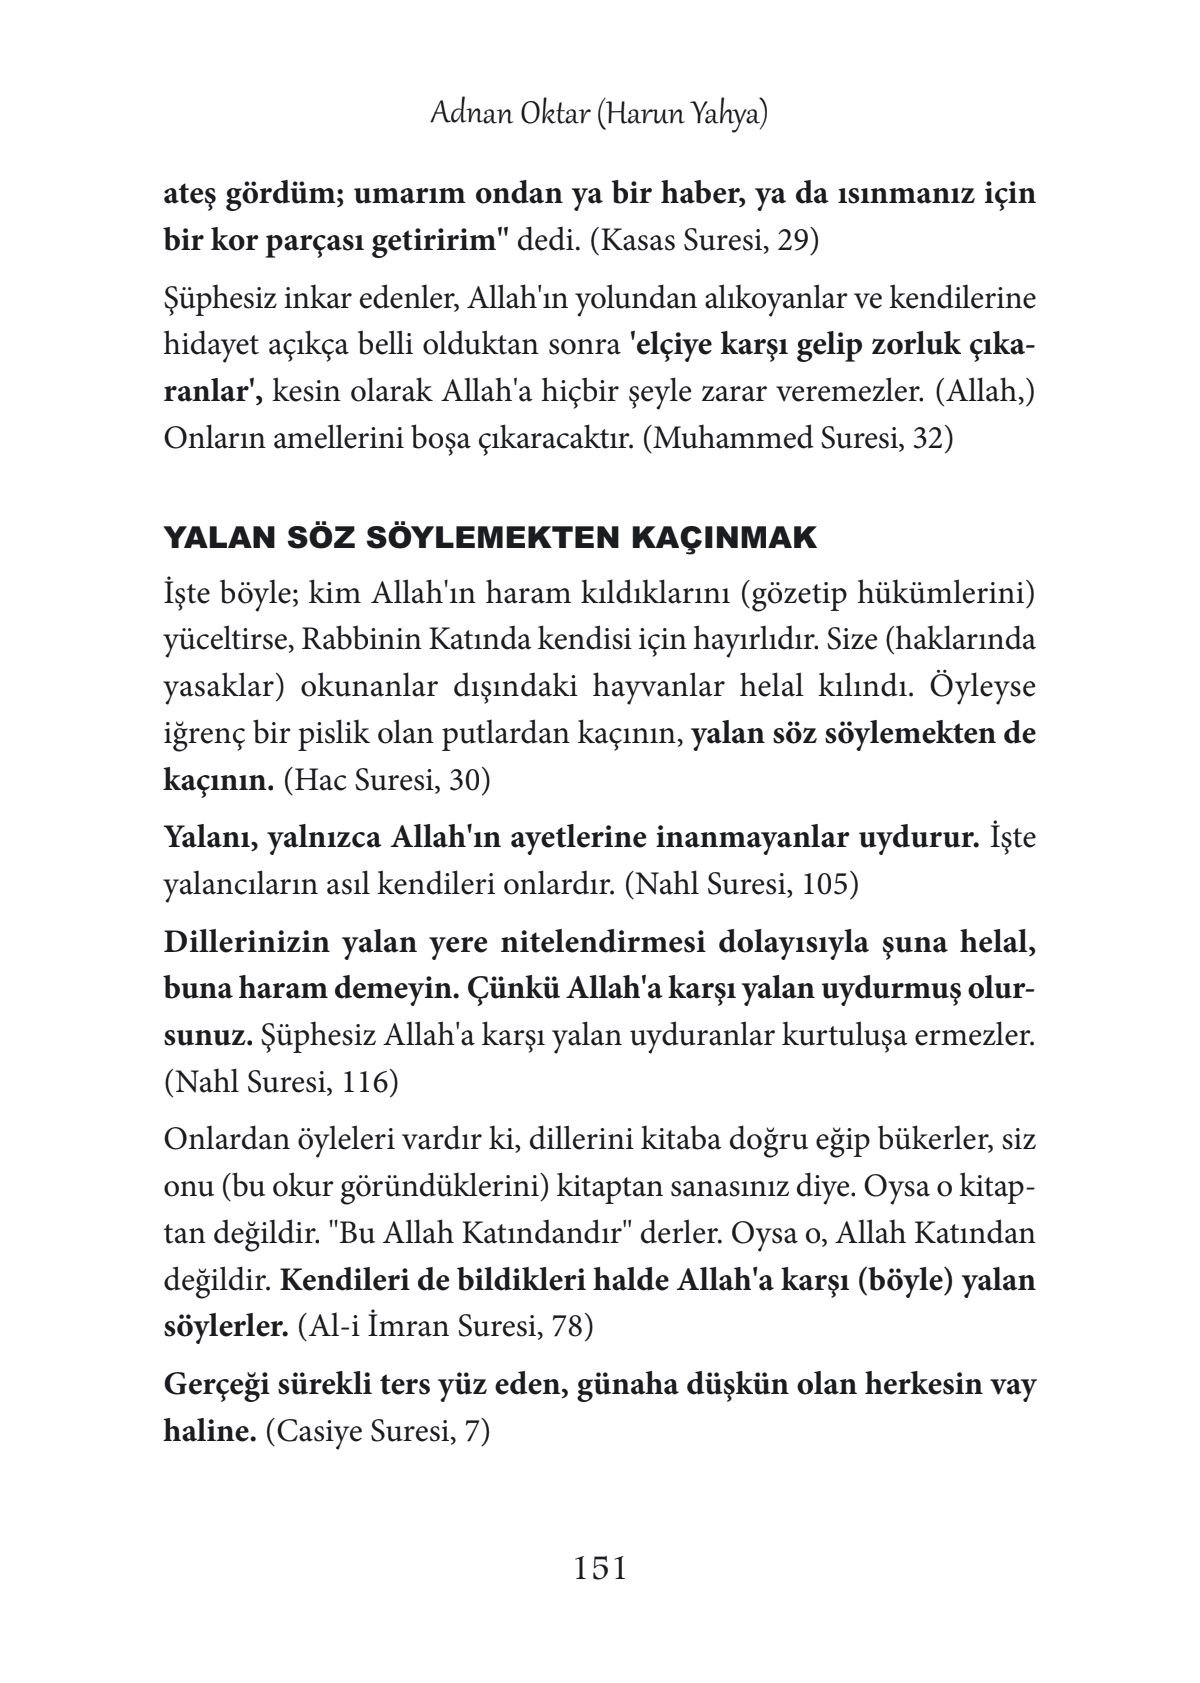 Adnan Oktar (Harun Yahya)
ateş gördüm; umarım ondan ya bir haber, ya da ısınmanız için
bir kor parçası getiririm" dedi. (Kasas Suresi, 29)
Şüphesiz inkar edenler, Allah'ın yolundan alıkoyanlar ve kendilerine
hidayet açıkça belli olduktan sonra 'elçiye karşı gelip zorluk çıka-
ranlar', kesin olarak Allah'a hiçbir şeyle zarar veremezler. (Allah,)
Onların amellerini boşa çıkaracaktır. (Muhammed Suresi, 32)
YALAN SÖZ SÖYLEMEKTEN KAÇINMAK
İşte böyle; kim Allah'ın haram kıldıklarını (gözetip hükümlerini)
yüceltirse, Rabbinin Katında kendisi için hayırlıdır. Size (haklarında
yasaklar) okunanlar dışındaki hayvanlar helal kılındı. Öyleyse
iğrenç bir pislik olan putlardan kaçının, yalan söz söylemekten de
kaçının. (Hac Suresi, 30)
Yalanı, yalnızca Allah'ın ayetlerine inanmayanlar uydurur. İşte
yalancıların asıl kendileri onlardır. (Nahl Suresi, 105)
Dillerinizin yalan yere nitelendirmesi dolayısıyla şuna helal,
buna haram demeyin. Çünkü Allah'a karşı yalan uydurmuş olur-
sunuz. Şüphesiz Allah'a karşı yalan uyduranlar kurtuluşa ermezler.
(Nahl Suresi, 116)
Onlardan öyleleri vardır ki, dillerini kitaba doğru eğip bükerler, siz
onu (bu okur göründüklerini) kitaptan sanasınız diye. Oysa o kitap-
tan değildir. "Bu Allah Katındandır" derler. Oysa o, Allah Katından
değildir. Kendileri de bildikleri halde Allah'a karşı (böyle) yalan
söylerler. (Al-i İmran Suresi, 78)
Gerçeği sürekli ters yüz eden, günaha düşkün olan herkesin vay
haline. (Casiye Suresi, 7)
151